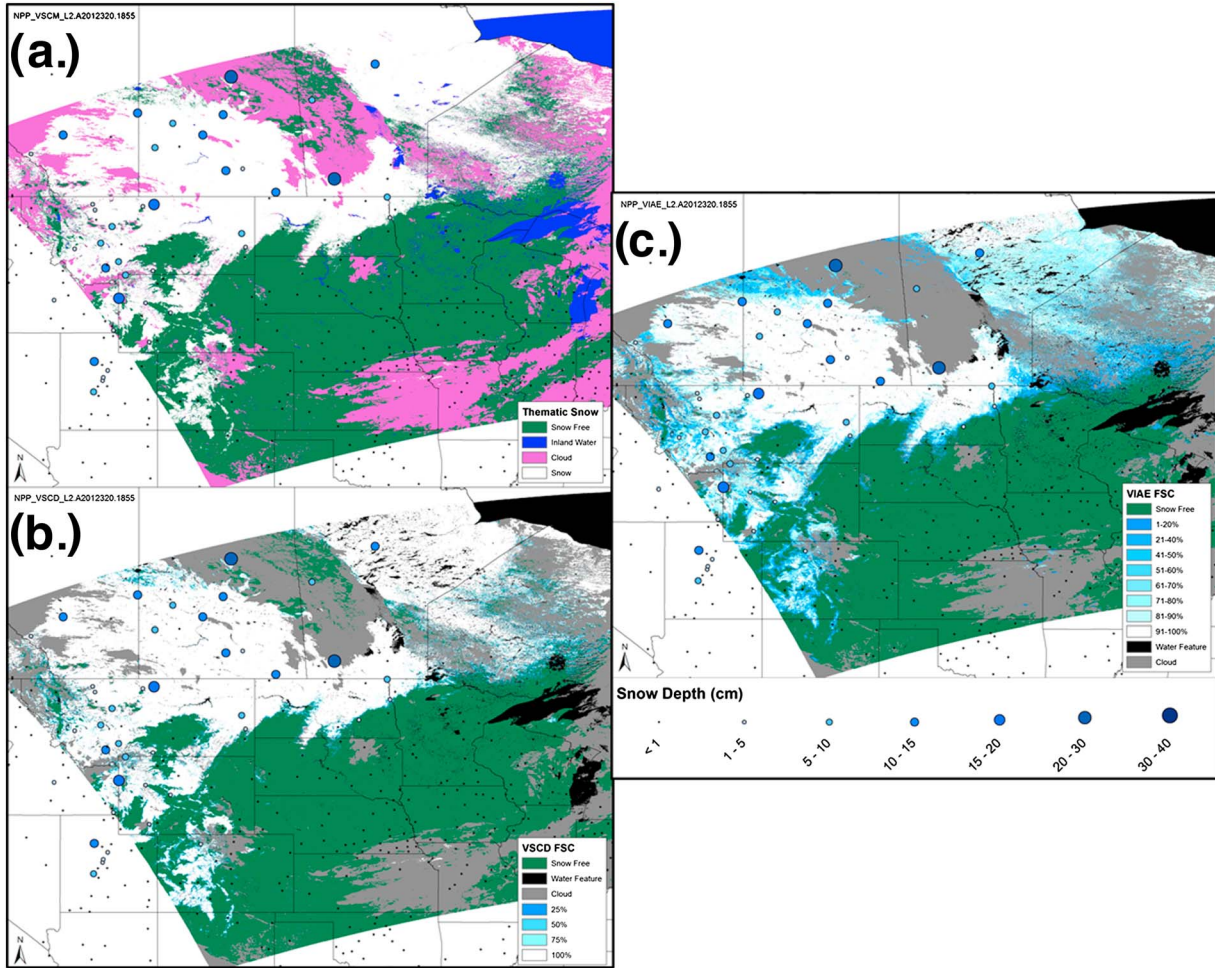 NPP_VSCM_L2.A2012320.1855
(a.)
Thematic Snow
Snow Free
Inland Water
Cloud
Snow
N
NPP_VSCD_L2.A2012320.1855
(b.)
VSCD FSC
Snow Free
Water Feature
Cloud
25%
50%
75%
100%
N
NPP_VIAE_L2.A2012320.1855
(c.)
VIAE FSC
Snow Free
1-20%
21-40%
41-50%
51-60%
61-70%
71-80%
81-90%
91-100%
Water Feature
Cloud
N
Snow Depth (cm)
< 1
1 - 5
5 - 10
10 - 15
15 - 20
20 - 30
30 - 40